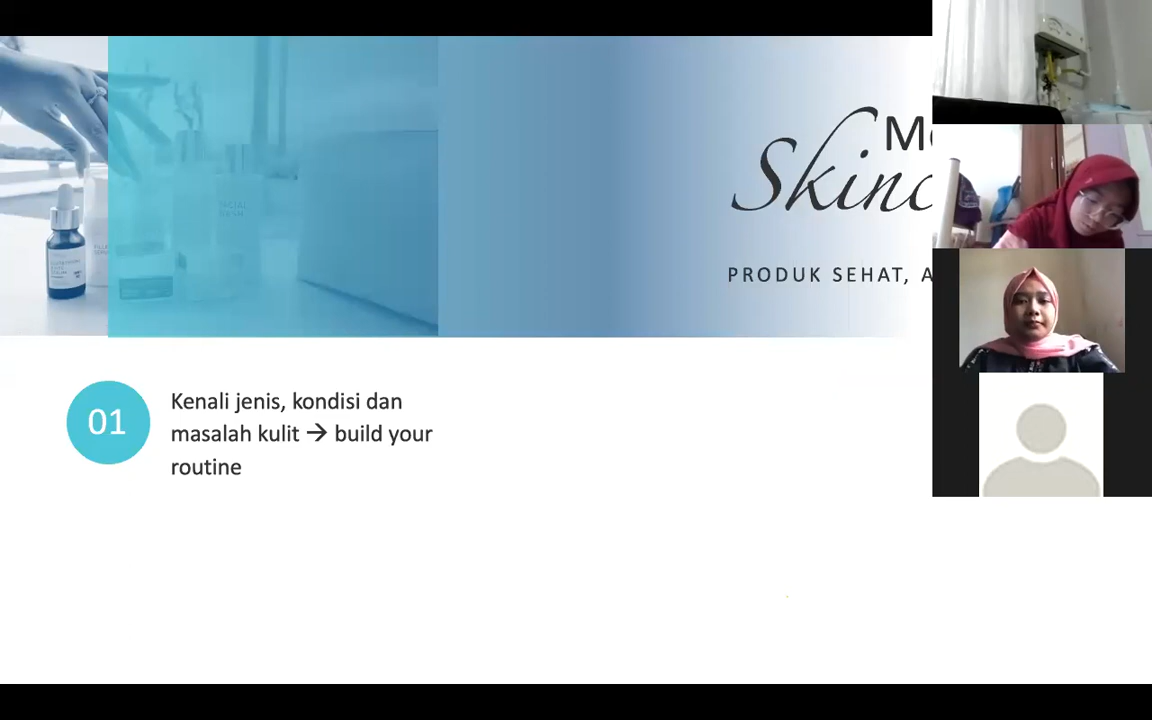 Skinc
PRODUK SEHAT, A
01
Kenali jenis, kondisi dan
masalah kulit → build your
routine